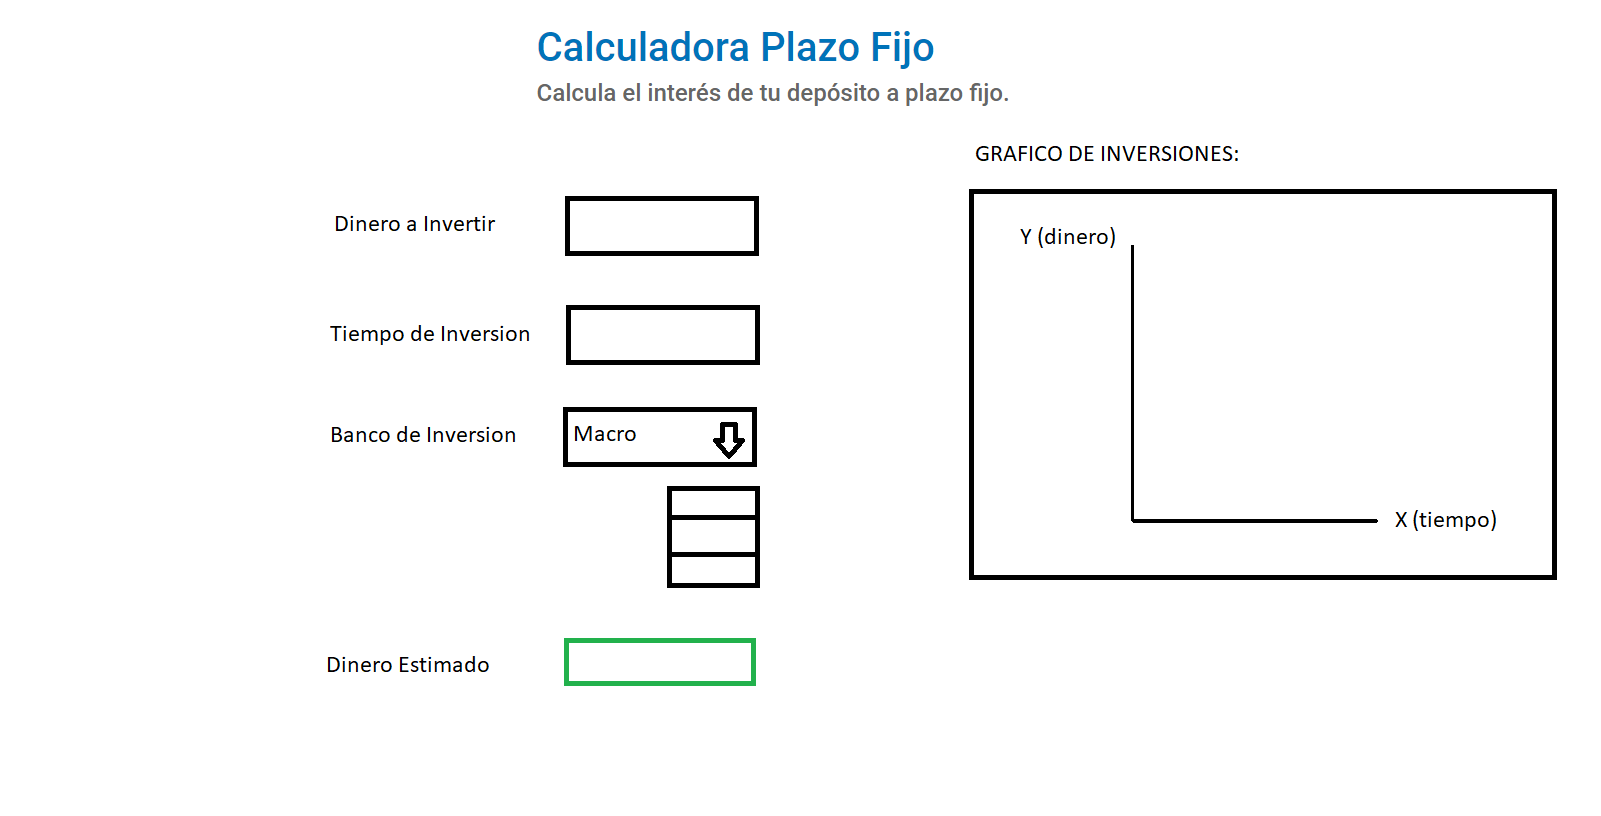 Calculadora Plazo Fijo
Calcula el interés de tu depósito a plazo fijo.
GRAFICO DE INVERSIONES:
Dinero a Invertir
Y (dinero)
Tiempo de Inversion
Banco de Inversion
Macro
X (tiempo)
Dinero Estimado